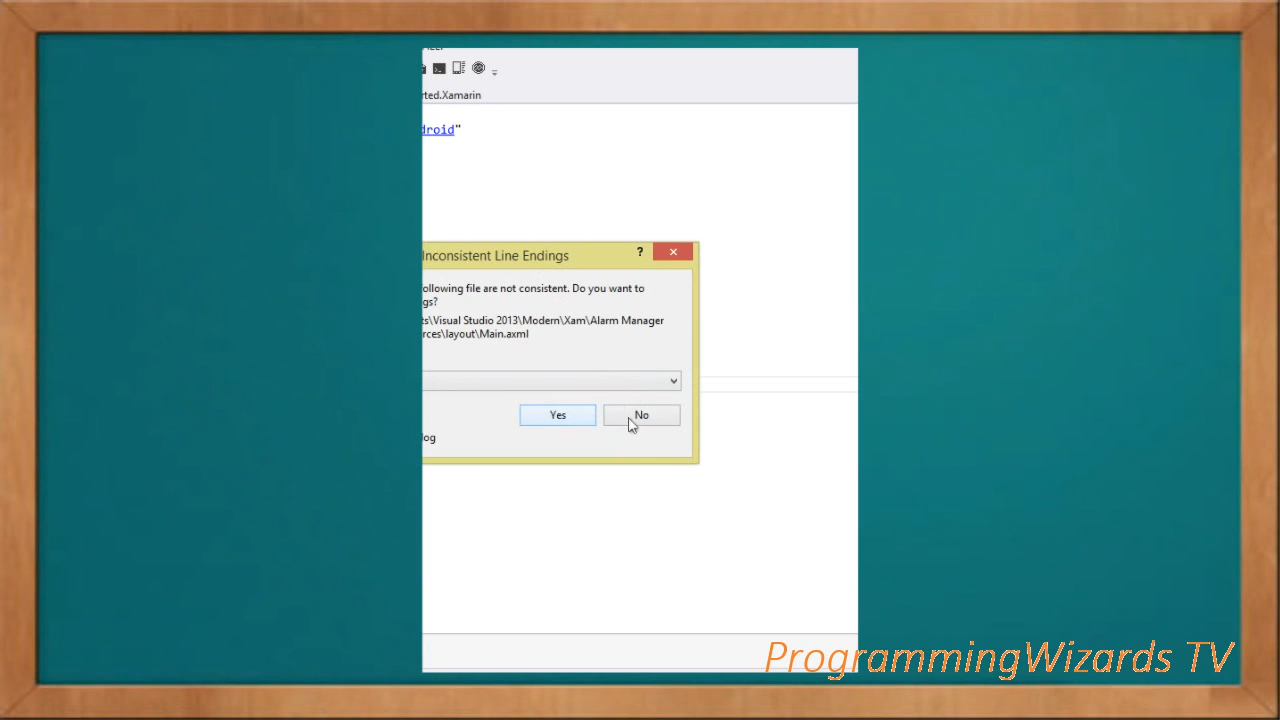 rted.Xamarin
droid"
Inconsistent Line Endings
?
ollowing file are not consistent. Do you want to
gs?
ts\Visual Studio 2013\Modern\Xam\Alarm Manager
rces\layout\Main.axml
Yes
No
log
ProgrammingWizards TV